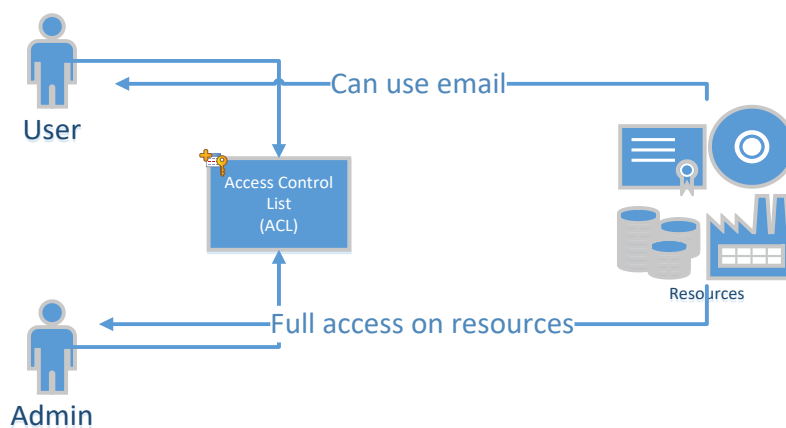 Can use email
User
Access Control
List
(ACL)
Resources
Full access on resources
Admin